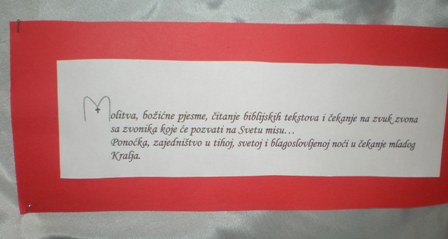 Molitva, božićne pjesme, čitanje biblijskih tekstova i čekanje na zvuk zvona
sa zvonika koje će pozvati na Svetu misu…
Ponoćka, zajedništvo u tihoj, svetoj i blagoslovljenoj noći u čekanje mladog
Kralja.